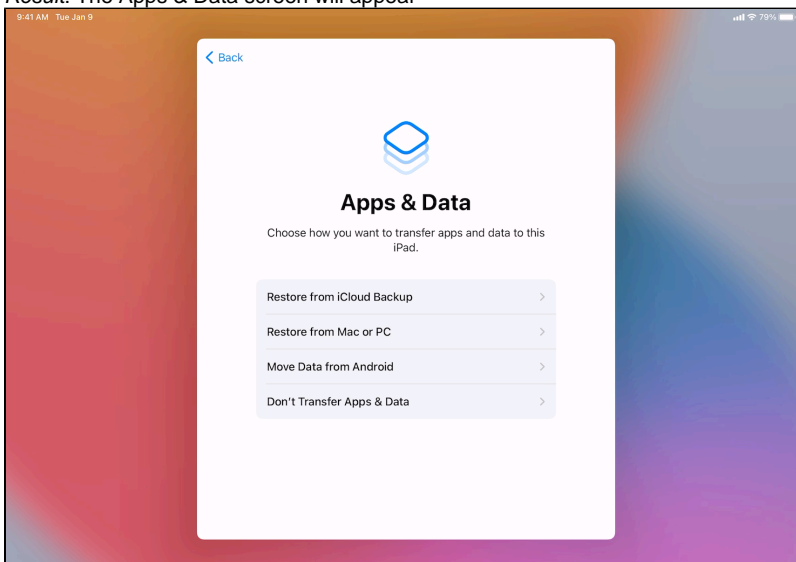 Result: The Apps & Data screen will appear
9:41 AM Tue Jan 9
79%
Back
Apps & Data
Choose how you want to transfer apps and data to this
iPad.
Restore from iCloud Backup
Restore from Mac or PC
Move Data from Android
Don't Transfer Apps & Data